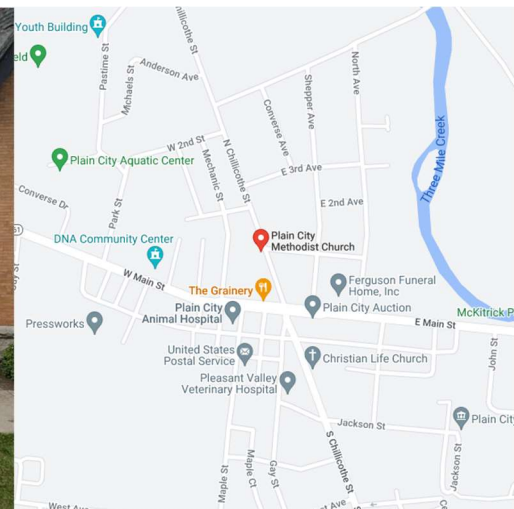 Youth Building
eld
Pastime St
Michaels St
Anderson Ave
N Chillicothe St
North Ave
Shepper Ave
Converse Ave
W 2nd St
Mechanic St
N Chillicothe St
Three Mile Creek
Plain City Aquatic Center
E 3rd Ave
Converse Dr
Park St
E 2nd Ave
DNA Community Center
Plain City
Methodist Church
W Main St
The Grainery
Ferguson Funeral
Home, Inc
Plain City
Animal Hospital
Plain City Auction
McKitrick P
Pressworks
E Main St
John St
United States
Postal Service
Christian Life Church
Pleasant Valley
Veterinary Hospital
Plain City
Jackson St
S Chillicothe St
Jackson St
Maple St
Maple Ct
Gay St
West Ave